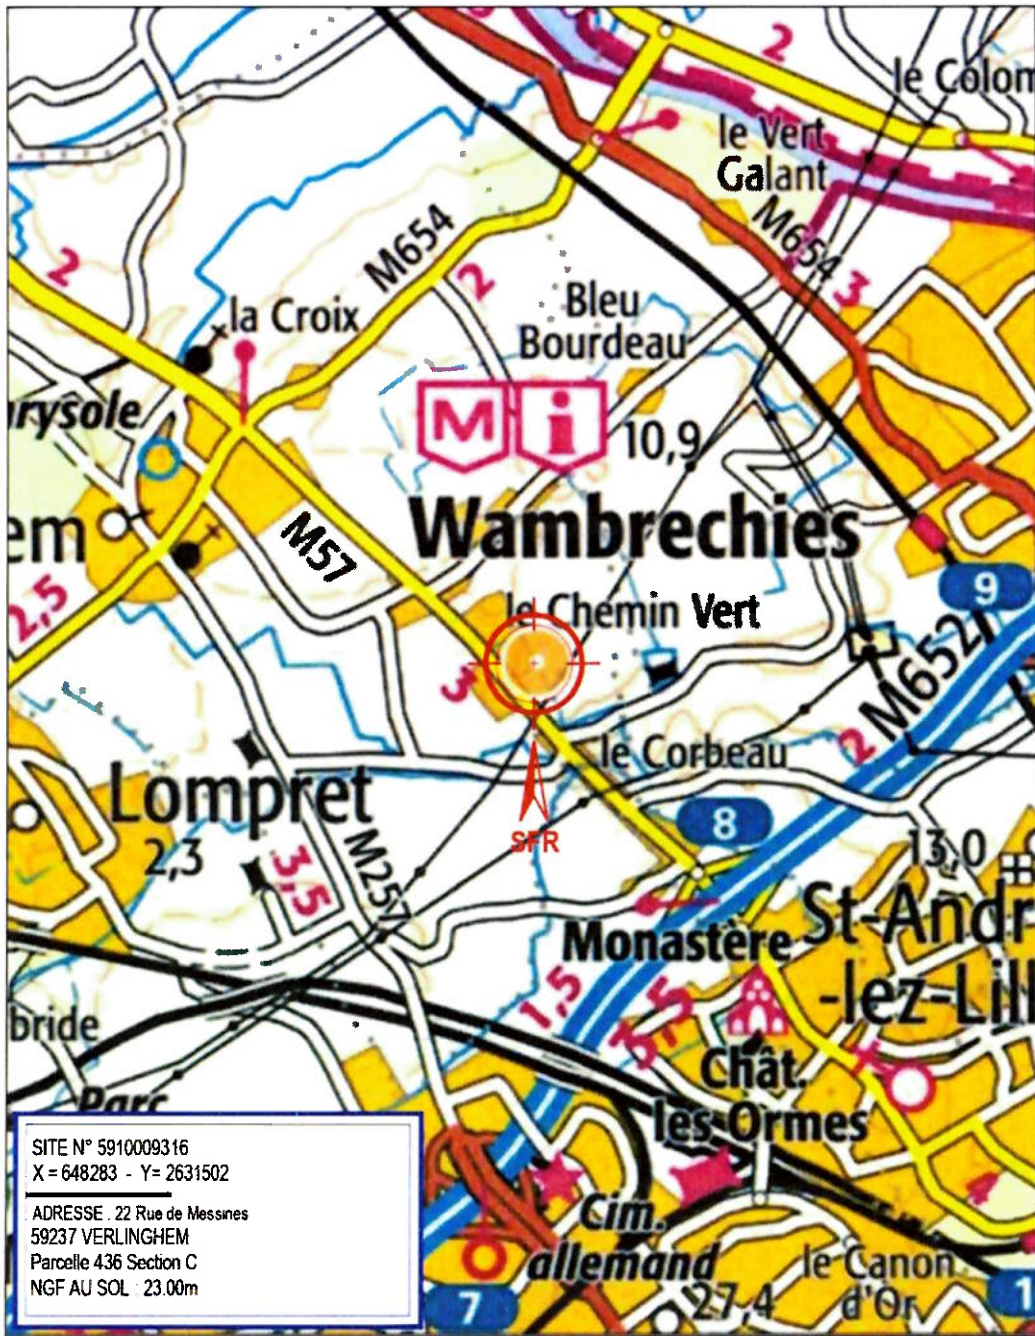 2
le Colom
le Vert
Galant
M654
M654
2
2
3
la Croix
Bleu
Bourdeau
rysole
M i
10,9
Wambrechies
em
M57
2,5
le Chemin Vert
9
M652
3
2
le Corbeau
Lompret
2,3
8
SFR
13,0
3,5
M257
St-Andr
-lez-Lill
Monastère
1,5
3,5
bride
Chât.
les Ormes
Parc
4
Cim.
allemand
le Canon
d'Or
27,4
7
1
SITE N° 5910009316
X = 648283 - Y= 2631502
ADRESSE : 22 Rue de Messines
59237 VERLINGHEM
Parcelle 436 Section C
NGF AU SOL : 23.00m